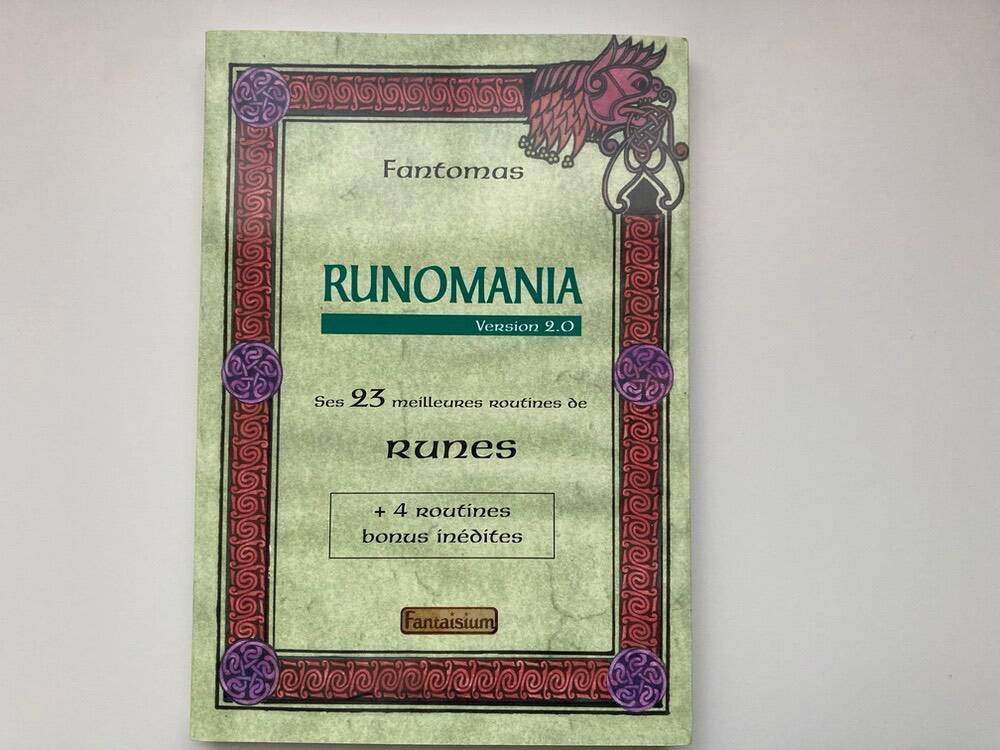 Fantomas
RUNOMANIA
Version 2.0
Ses 23 meilleures routines de
RUNES
+ 4 routines
bonus inédites
Fantaisium